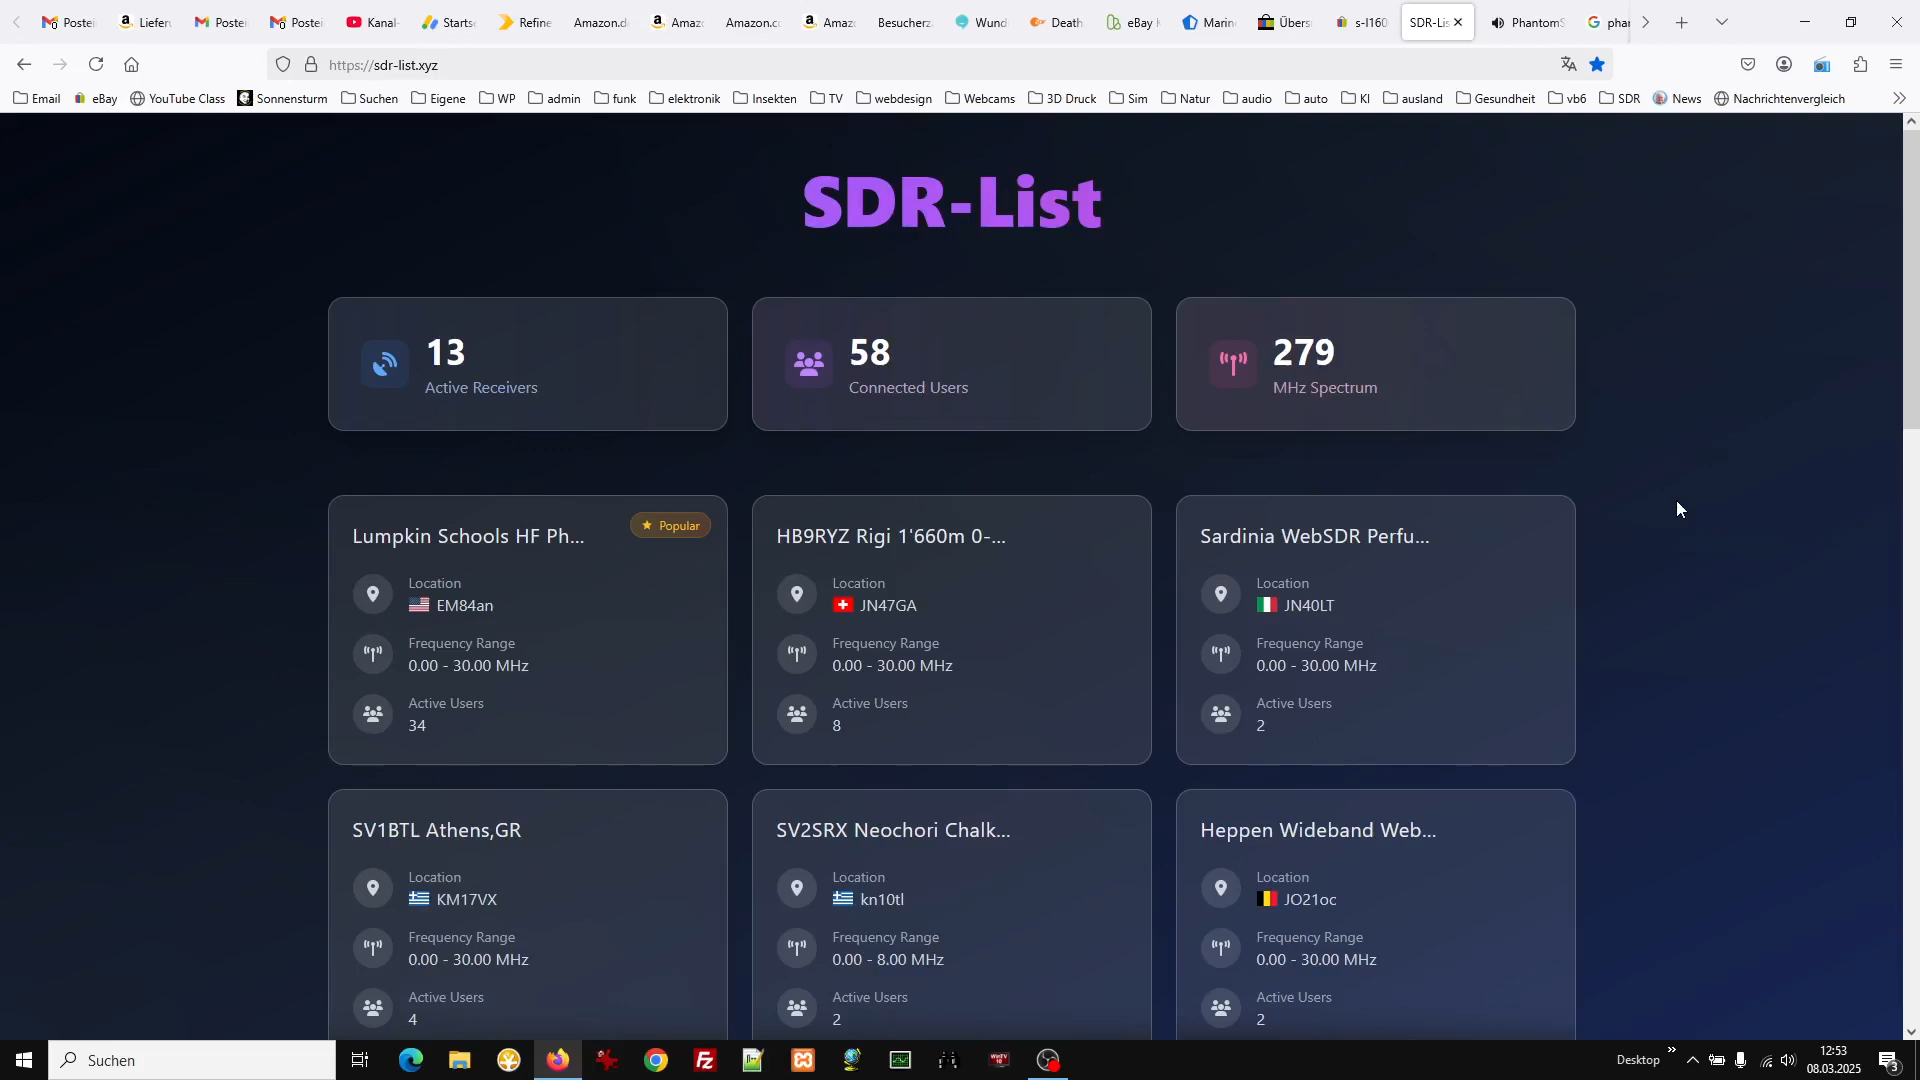 Postei
Liefer
Postei
Postei
Kanal-
Starts
Refine
Amazon.d
Amaz
Amazon.co
Amaz
Besucherz
Wund
Death
eBay
Marin
Übers
s-l160
SDR-Lis
PhantomS
phan
https://sdr-list.xyz
Email
eBay
YouTube Class
Sonnensturm
Suchen
Eigene
WP
admin
funk
elektronik
Insekten
TV
webdesign
Webcams
3D Druck
Sim
Natur
audio
auto
KI
ausland
Gesundheit
vb6
SDR
News
Nachrichtenvergleich
SDR-List
13
Active Receivers
58
Connected Users
279
MHz Spectrum
Lumpkin Schools HF Ph...
Popular
Location
EM84an
Frequency Range
0.00 - 30.00 MHz
Active Users
34
HB9RYZ Rigi 1'660m 0-...
Location
JN47GA
Frequency Range
0.00 - 30.00 MHz
Active Users
8
Sardinia WebSDR Perfu...
Location
JN40LT
Frequency Range
0.00 - 30.00 MHz
Active Users
2
SV1BTL Athens,GR
Location
KM17VX
Frequency Range
0.00 - 30.00 MHz
Active Users
4
SV2SRX Neochori Chalk...
Location
kn10tl
Frequency Range
0.00 - 8.00 MHz
Active Users
2
Heppen Wideband Web...
Location
JO21oc
Frequency Range
0.00 - 30.00 MHz
Active Users
2
Suchen
Desktop
12:53
08.03.2025
3